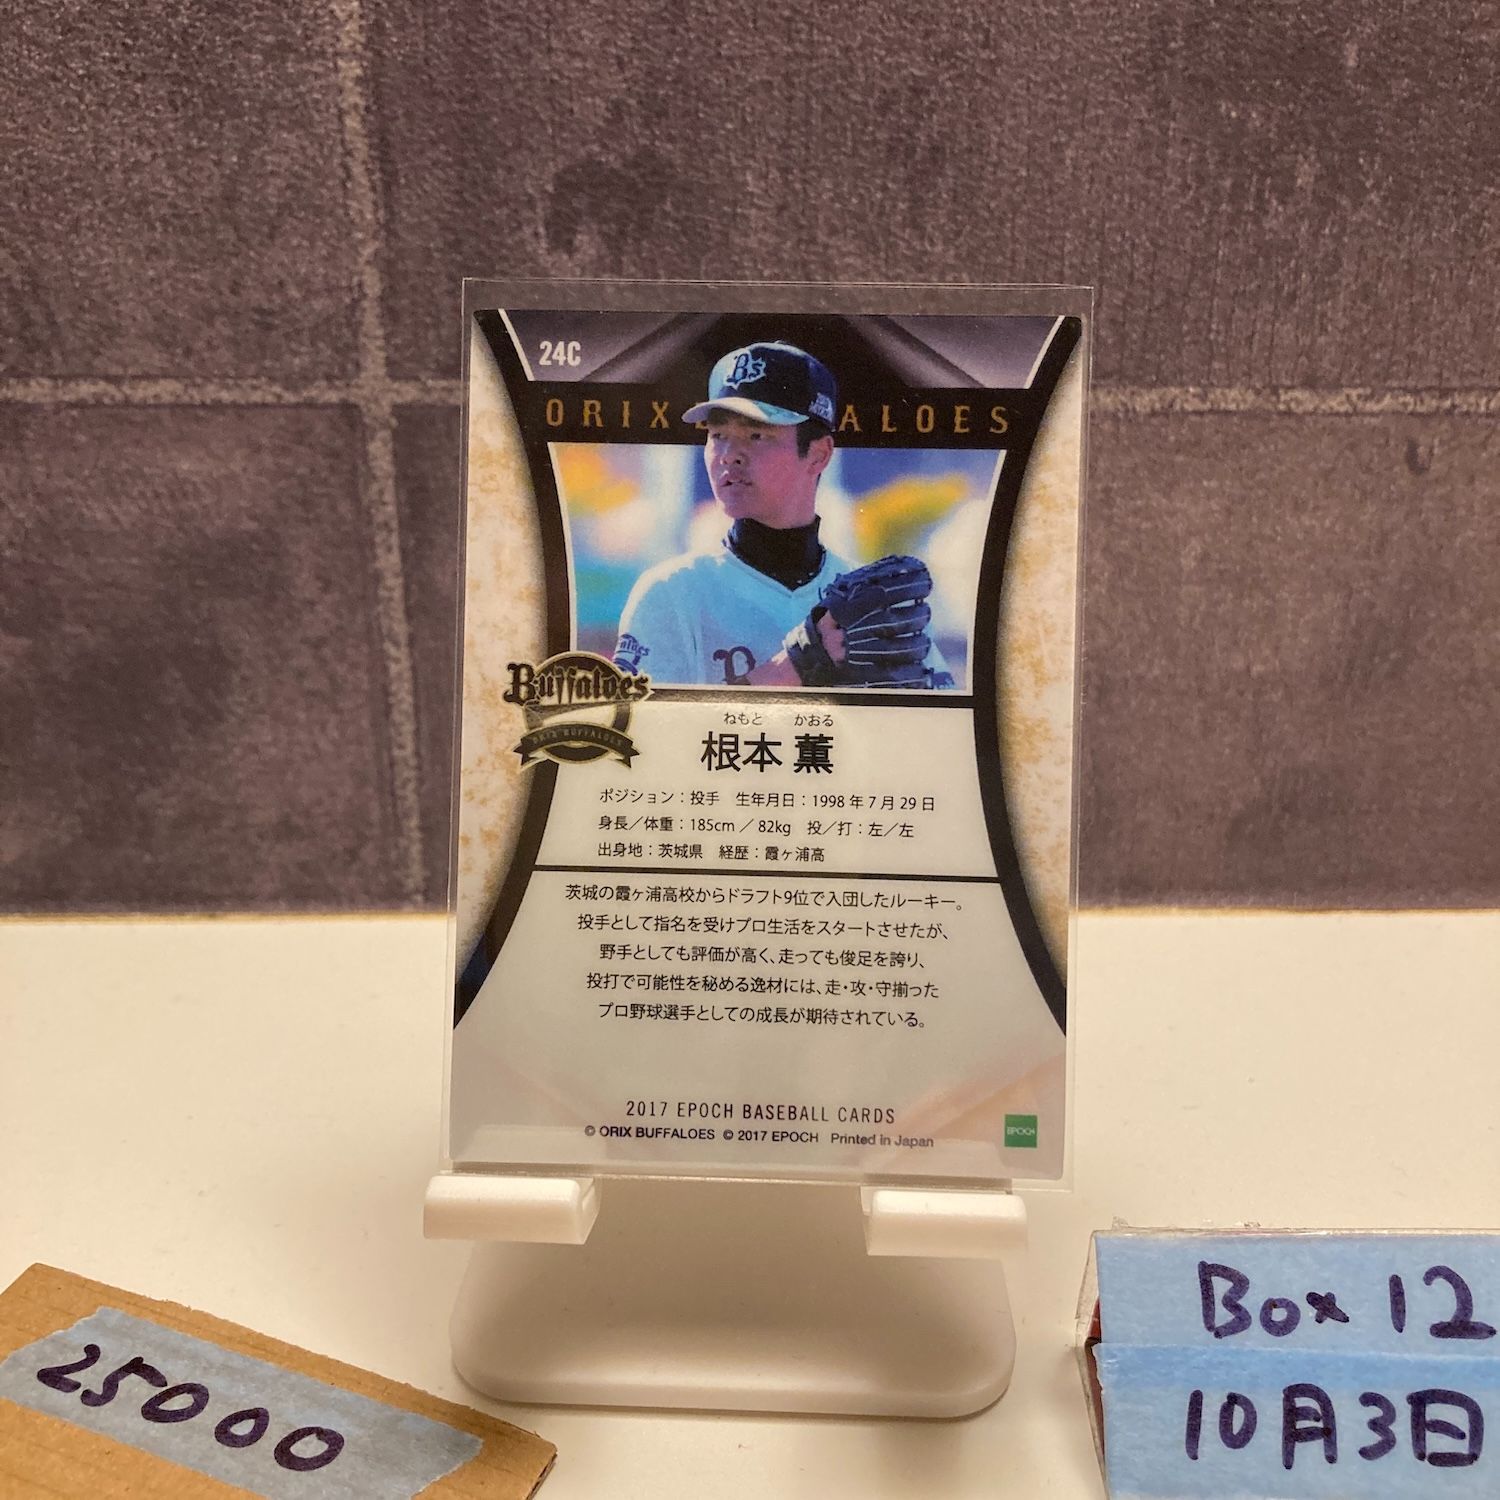 24C
ORIX B ALOES
Bs
Buffaloes
ORIX BUFFALOES
ねもと かおる
根本 薫
ポジション：投手 生年月日：1998年7月29日
身長／体重：185cm／82kg 投／打：左／左
出身地：茨城県 経歴：霞ヶ浦高
茨城の霞ヶ浦高校からドラフト9位で入団したルーキー。
投手として指名を受けプロ生活をスタートさせたが、
野手としても評価が高く、走っても俊足を誇り、
投打で可能性を秘める逸材には、走・攻・守揃った
プロ野球選手としての成長が期待されている。
2017 EPOCH BASEBALL CARDS
© ORIX BUFFALOES © 2017 EPOCH Printed in Japan
EPOCH
25000
Box 12
10月3日